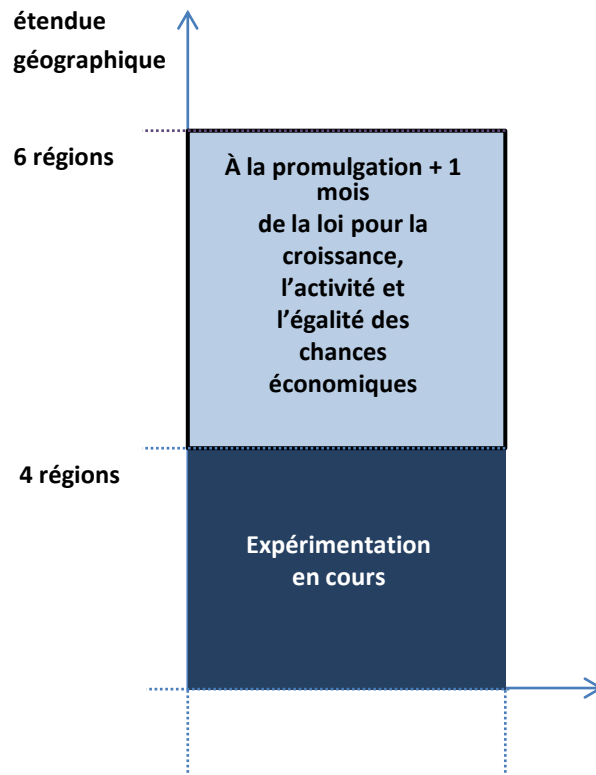 étendue
géographique
6 régions
À la promulgation + 1
mois
de la loi pour la
croissance,
l’activité et
l’égalité des
chances
économiques
4 régions
Expérimentation
en cours